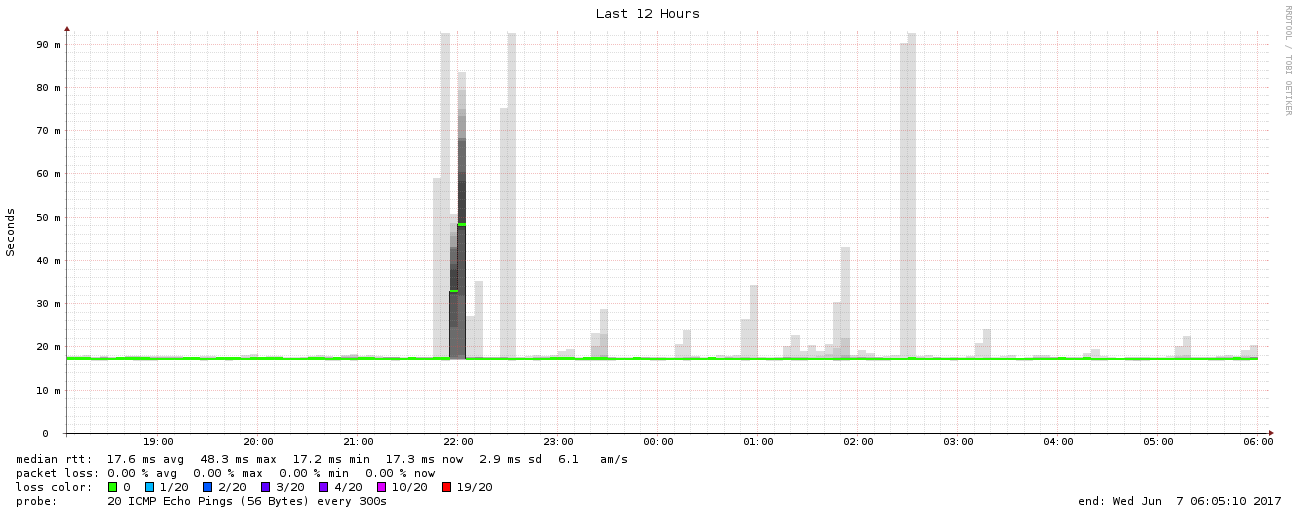 Last 12 Hours
RRDTOOL / TOBI OETIKER
Seconds
90 m
80 m
70 m
60 m
50 m
40 m
30 m
20 m
10 m
0
19:00 20:00 21:00 22:00 23:00 00:00 01:00 02:00 03:00 04:00 05:00 06:00
median rtt: 17.6 ms avg 48.3 ms max 17.2 ms min 17.3 ms now 2.9 ms sd 6.1 am/s
packet loss: 0.00 % avg 0.00 % max 0.00 % min 0.00 % now
loss color: 0 1/20 2/20 3/20 4/20 10/20 19/20
probe: 20 ICMP Echo Pings (56 Bytes) every 300s end: Wed Jun 7 06:05:10 2017